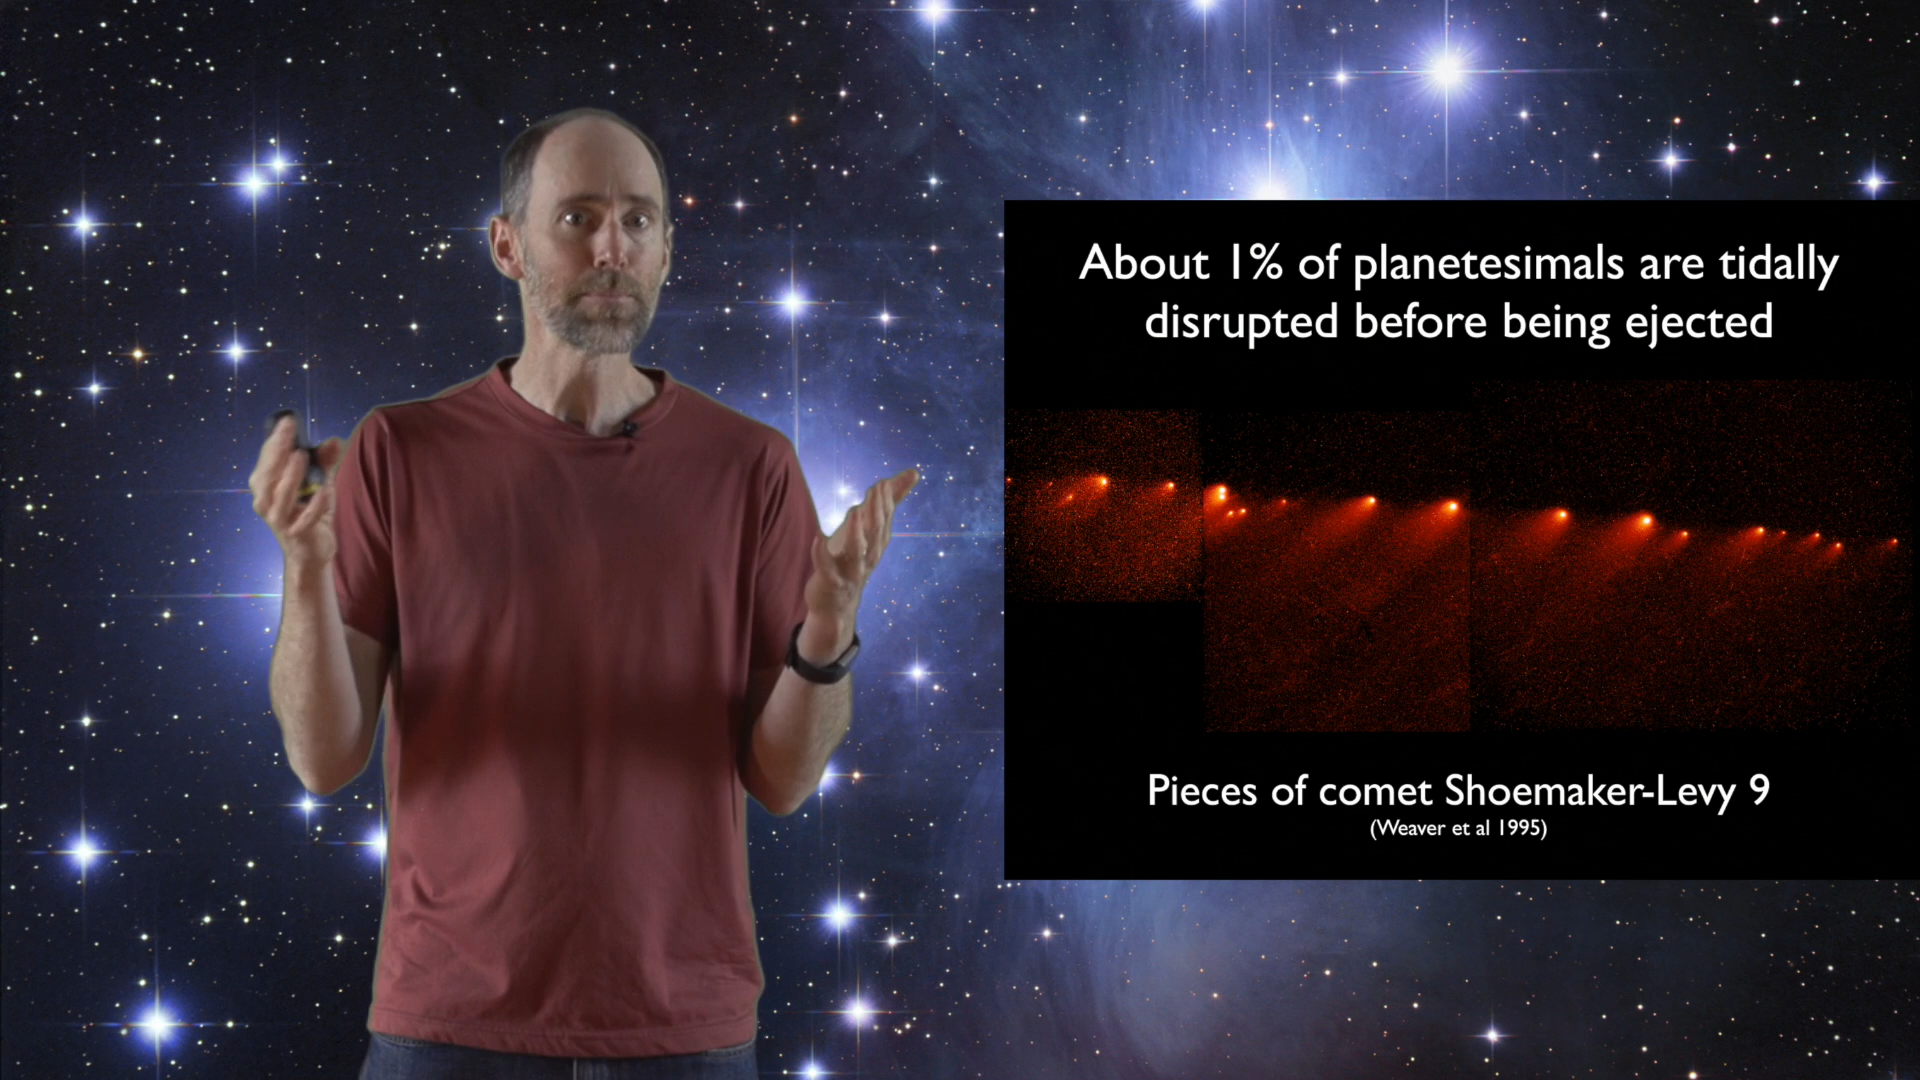 About 1% of planetesimals are tidally
disrupted before being ejected
Pieces of comet Shoemaker-Levy 9
(Weaver et al 1995)